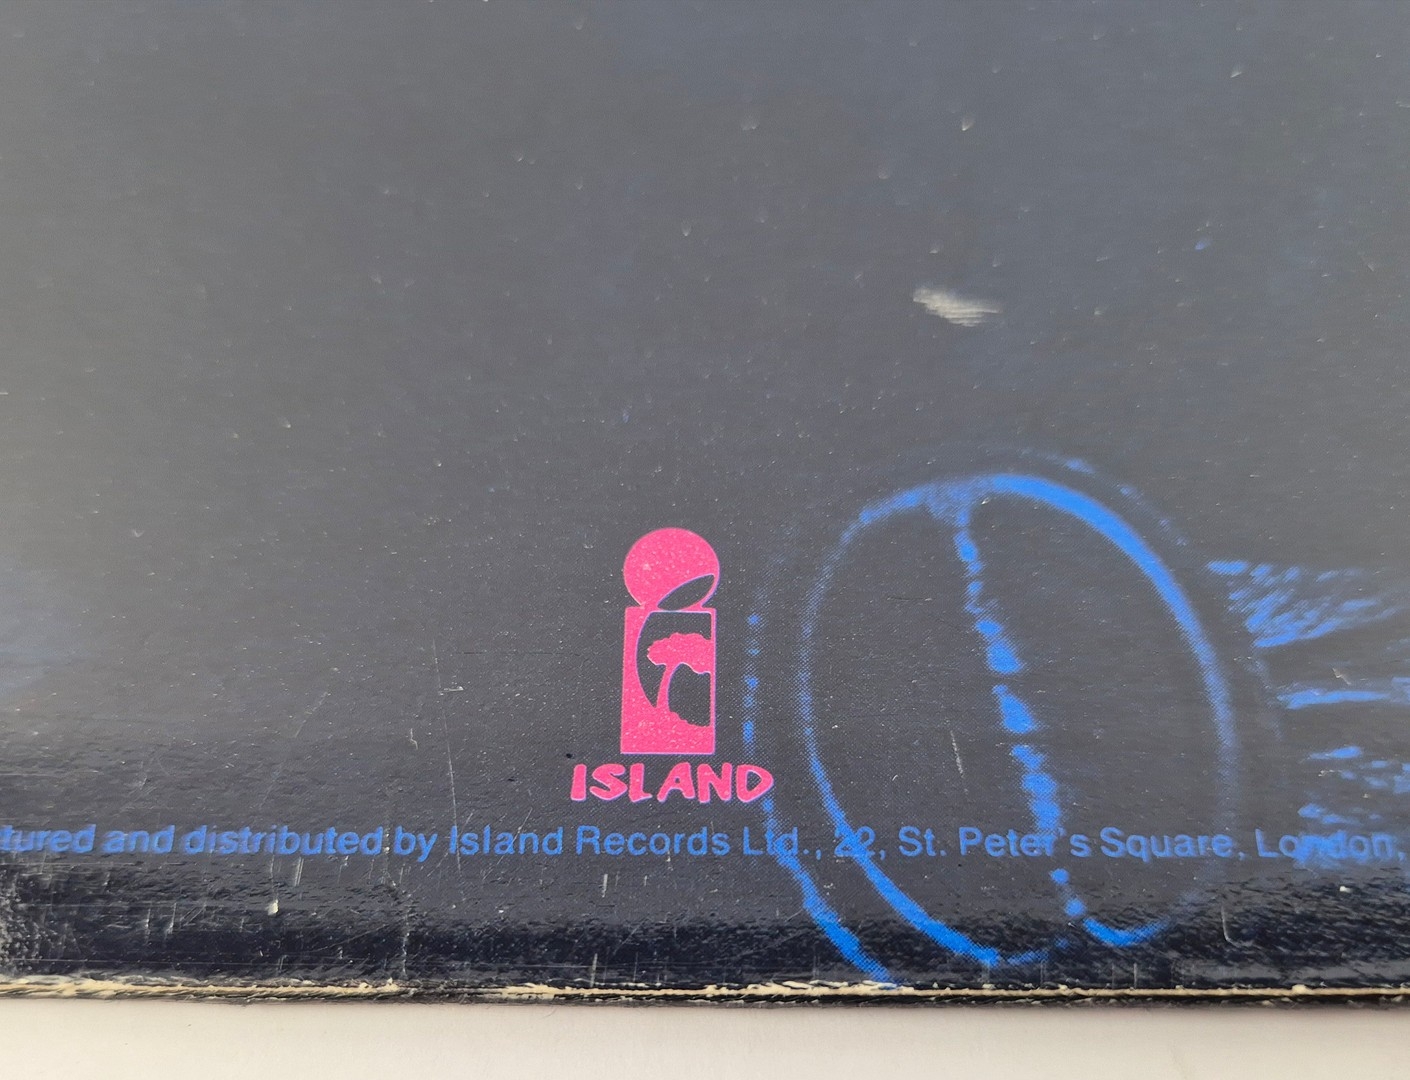 ISLAND
tured and distributed by Island Records Ltd., 22, St. Peter's Square, London,